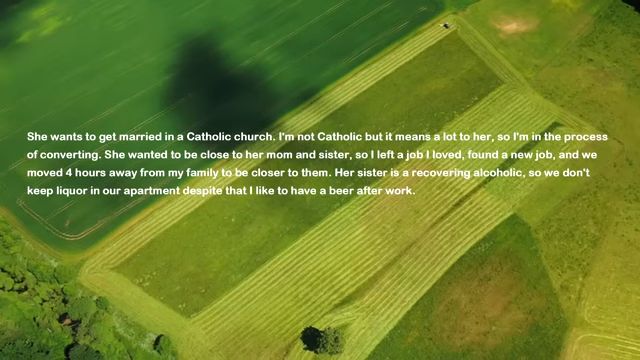 She wants to get married in a Catholic church. I'm not Catholic but it means a lot to her, so I'm in the process
of converting. She wanted to be close to her mom and sister, so I left a job I loved, found a new job, and we
moved 4 hours away from my family to be closer to them. Her sister is a recovering alcoholic, so we don't
keep liquor in our apartment despite that I like to have a beer after work.